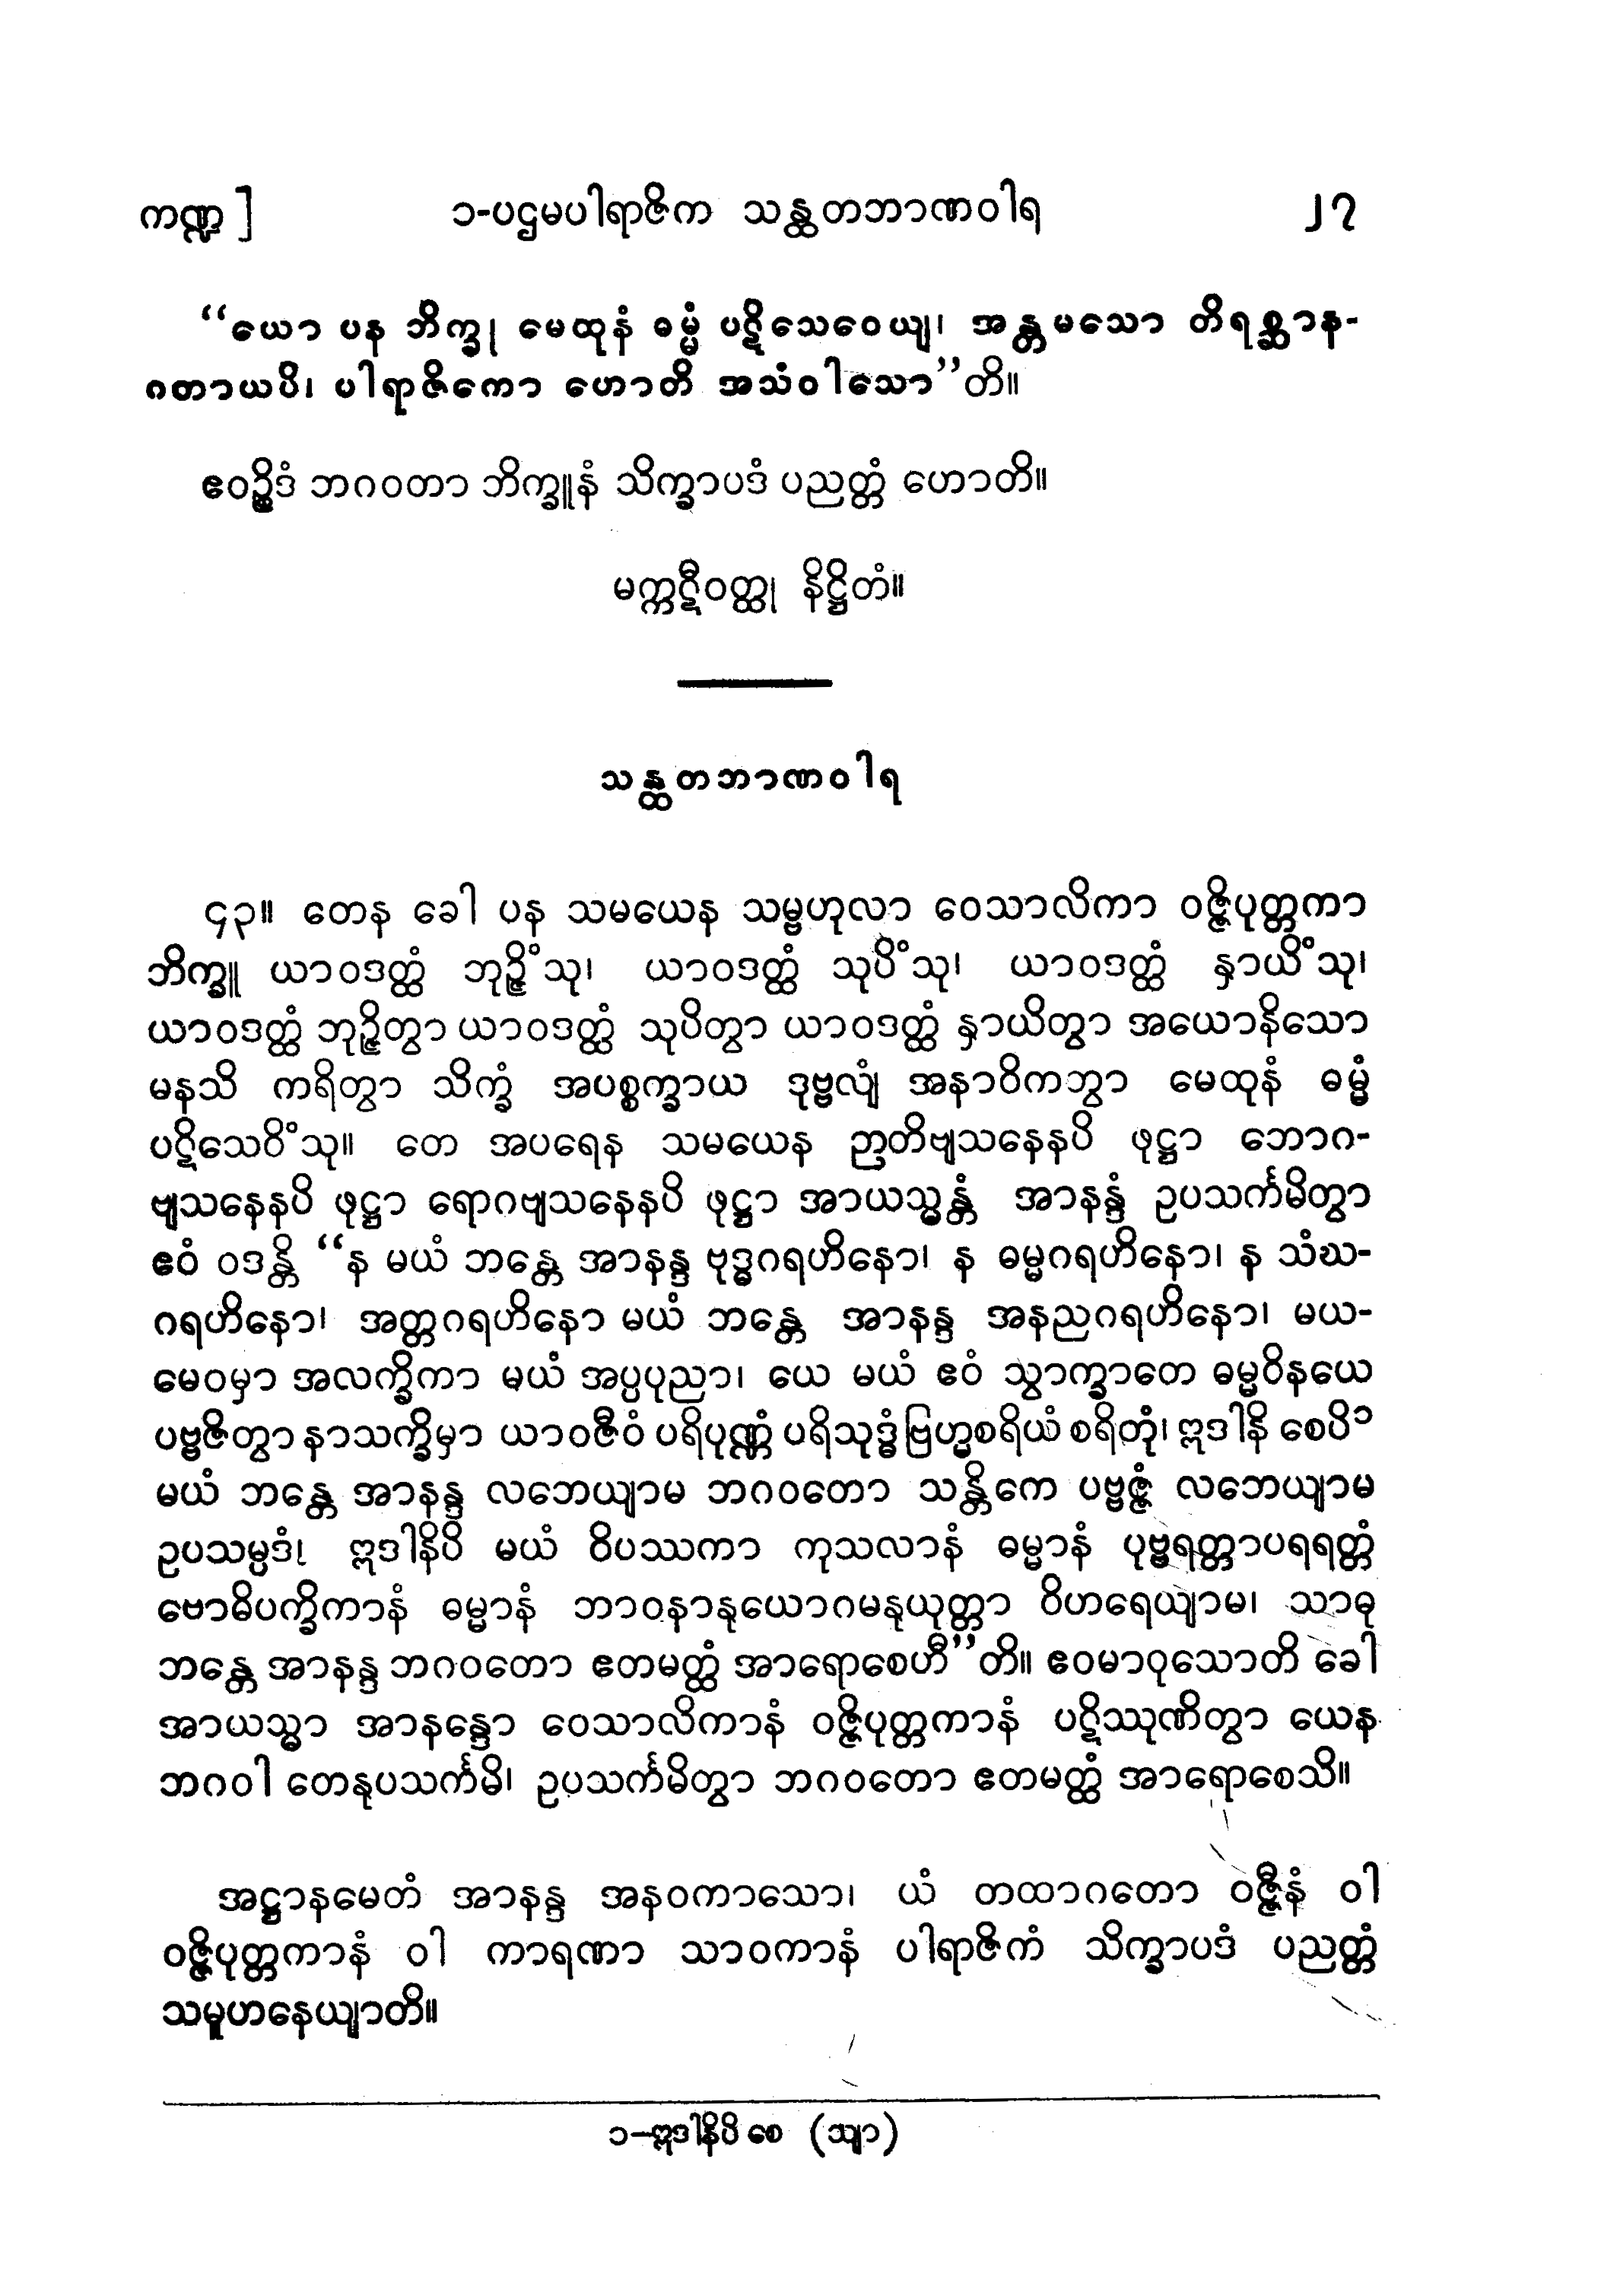 ကဏ္ဍ] ၁-ပဌမပါရာဇိက သန္ထတဘာဏဝါရ ၂၇
“ယော ပန ဘိက္ခု မေထုနံ ဓမ္မံ ပဋိသေဝေယျ၊ အန္တမသော တိရစ္ဆာန-
ဂတာယပိ၊ ပါရာဇိကော ဟောတိ အသံဝါသော”တိ။
ဧဝဉ္စိဒံ ဘဂဝတာ ဘိက္ခူနံ သိက္ခာပဒံ ပညတ္တံ ဟောတိ။
မက္ကဋီဝတ္ထု နိဋ္ဌိတံ။
သန္ထတဘာဏဝါရ
၄၃။ တေန ခေါ ပန သမယေန သမ္ဗဟုလာ ဝေသာလိကာ ဝဇ္ဇိပုတ္တကာ
ဘိက္ခူ ယာဝဒတ္ထံ ဘုဉ္ဇိံသု၊ ယာဝဒတ္ထံ သုပိံသု၊ ယာဝဒတ္ထံ နှာယိံသု၊
ယာဝဒတ္ထံ ဘုဉ္ဇိတွာ ယာဝဒတ္ထံ သုပိတွာ ယာဝဒတ္ထံ နှာယိတွာ အယောနိသော
မနသိ ကရိတွာ သိက္ခံ အပစ္စက္ခာယ ဒုဗ္ဗလျံ အနာဝိကတွာ မေထုနံ ဓမ္မံ
ပဋိသေဝိံသု။ တေ အပရေန သမယေန ဉာတိဗျသနေနပိ ဖုဋ္ဌာ ဘောဂ-
ဗျသနေနပိ ဖုဋ္ဌာ ရောဂဗျသနေနပိ ဖုဋ္ဌာ အာယသ္မန္တံ အာနန္ဒံ ဥပသင်္ကမိတွာ
ဧဝံ ဝဒန္တိ “န မယံ ဘန္တေ အာနန္ဒ ဗုဒ္ဓဂရဟိနော၊ န ဓမ္မဂရဟိနော၊ န သံဃ-
ဂရဟိနော၊ အတ္တဂရဟိနော မယံ ဘန္တေ အာနန္ဒ အနညဂရဟိနော၊ မယ-
မေဝမှာ အလက္ခိကာ မယံ အပ္ပပုညာ၊ ယေ မယံ ဧဝံ သွာက္ခာတေ ဓမ္မဝိနယေ
ပဗ္ဗဇိတွာ နာသက္ခိမှာ ယာဝဇီဝံ ပရိပုဏ္ဏံ ပရိသုဒ္ဓံ ဗြဟ္မစရိယံ စရိတုံ၊ ဣဒါနိ စေပိ၁
မယံ ဘန္တေ အာနန္ဒ လဘေယျာမ ဘဂဝတော သန္တိကေ ပဗ္ဗဇ္ဇံ လဘေယျာမ
ဥပသမ္ပဒံ၊ ဣဒါနိပိ မယံ ဝိပဿကာ ကုသလာနံ ဓမ္မာနံ ပုဗ္ဗရတ္တာပရရတ္တံ
ဗောဓိပက္ခိကာနံ ဓမ္မာနံ ဘာဝနာနုယောဂမနုယုတ္တာ ဝိဟရေယျာမ၊ သာဓု
ဘန္တေ အာနန္ဒ ဘဂဝတော ဧတမတ္ထံ အာရောစေဟီ”တိ။ ဧဝမာဝုသောတိ ခေါ
အာယသ္မာ အာနန္ဒော ဝေသာလိကာနံ ဝဇ္ဇိပုတ္တကာနံ ပဋိဿုဏိတွာ ယေန
ဘဂဝါ တေနုပသင်္ကမိ၊ ဥပသင်္ကမိတွာ ဘဂဝတော ဧတမတ္ထံ အာရောစေသိ။
အဋ္ဌာနမေတံ အာနန္ဒ အနဝကာသော၊ ယံ တထာဂတော ဝဇ္ဇီနံ ဝါ
ဝဇ္ဇိပုတ္တကာနံ ဝါ ကာရဏာ သာဝကာနံ ပါရာဇိကံ သိက္ခာပဒံ ပညတ္တံ
သမူဟနေယျာတိ။
၁-ဣဒါနိပိ စေ (သျာ)